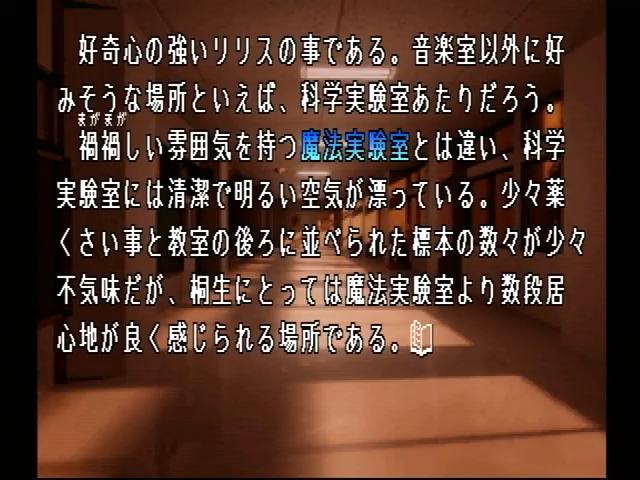 好奇心の強いリリスの事である。音楽室以外に好
みそうな場所といえば、科学実験室あたりだろう。
まがまが
禍禍しい雰囲気を持つ魔法実験室とは違い、科学
実験室には清潔で明るい空気が漂っている。少々薬
くさい事と教室の後ろに並べられた標本の数々が少々
不気味だが、桐生にとっては魔法実験室より数段居
心地が良く感じられる場所である。